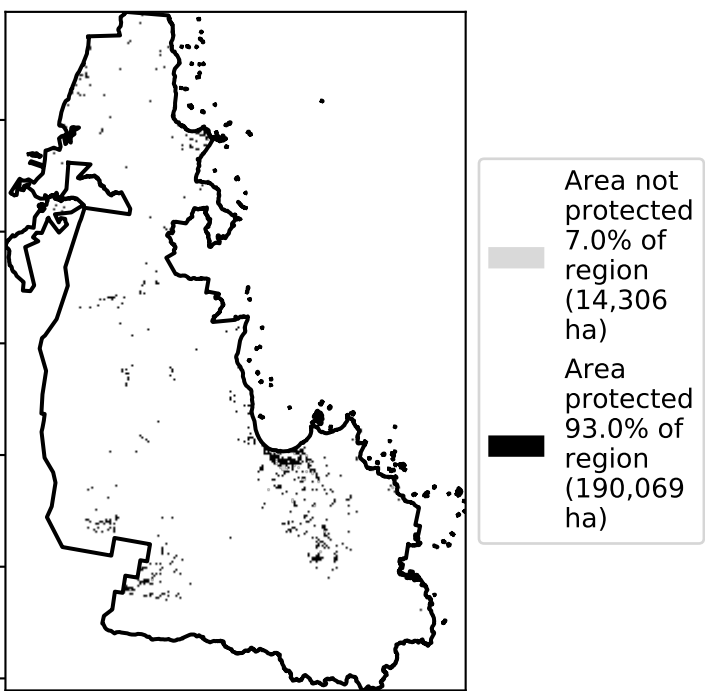 Area not
protected
7.0% of
region
(14,306
ha)
Area
protected
93.0% of
region
(190,069
ha)